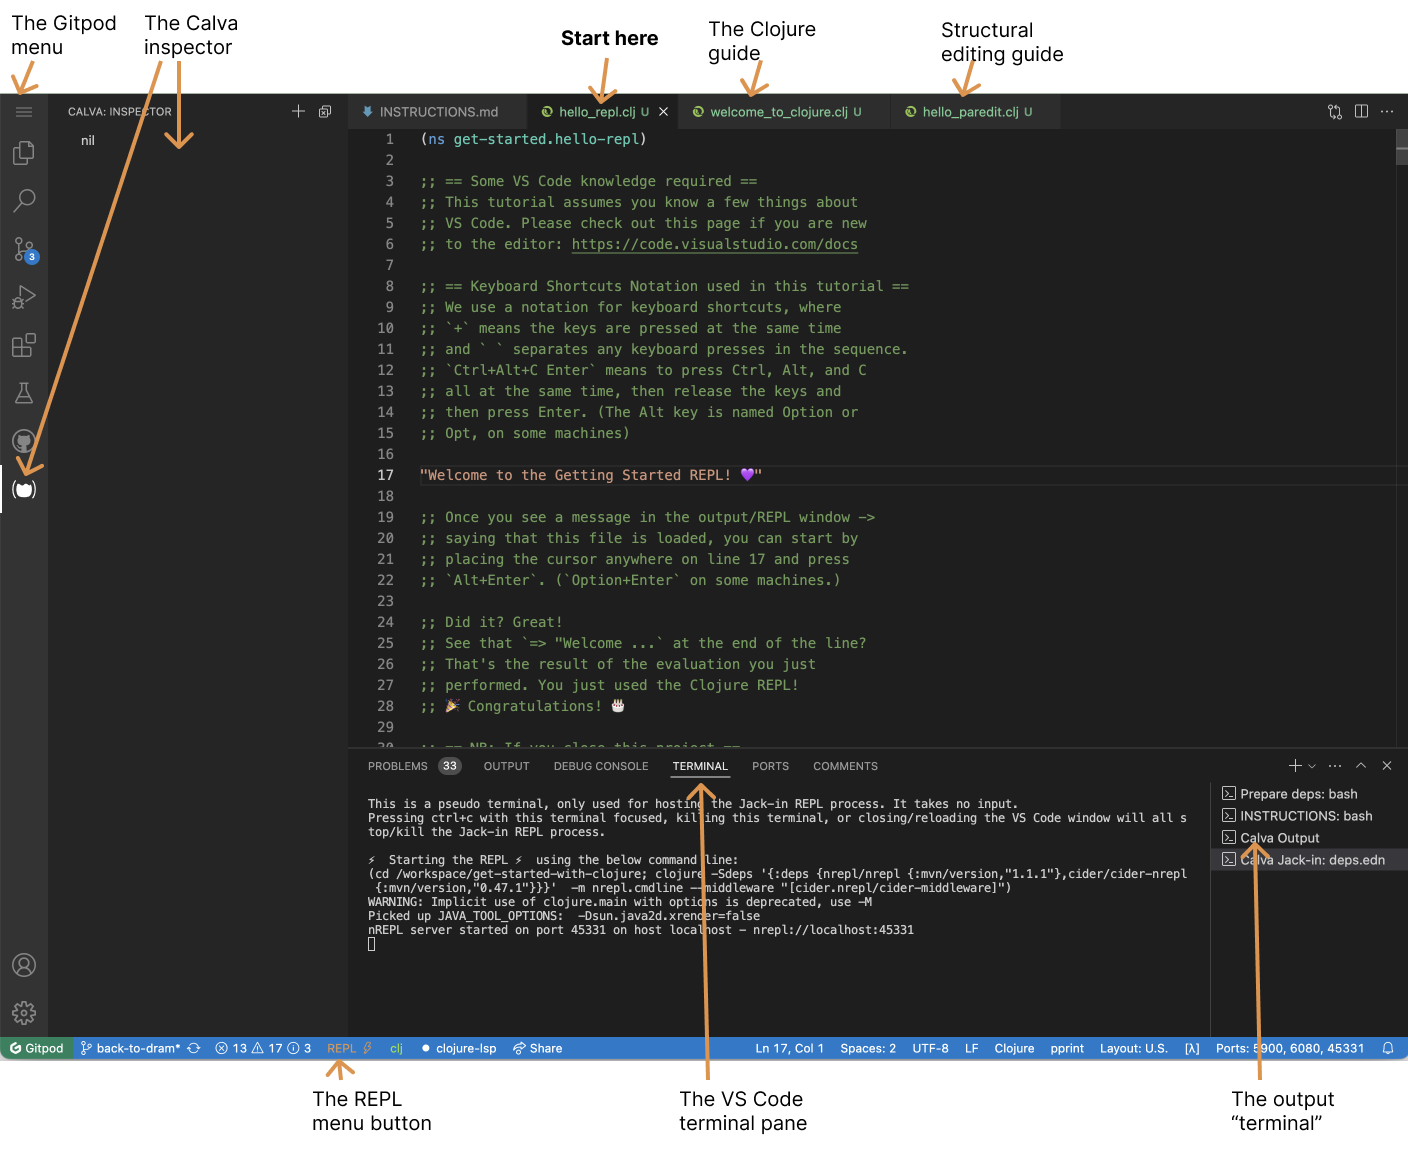 The Gitpod
menu
The Calva
inspector
Start here
The Clojure
guide
Structural
editing guide
CALVA: INSPECTOR
nil
INSTRUCTIONS.md
hello_repl.clj U
welcome_to_clojure.clj U
hello_paredit.clj U
1 (ns get-started.hello-repl)
2
3 ;; == Some VS Code knowledge required ==
4 ;; This tutorial assumes you know a few things about
5 ;; VS Code. Please check out this page if you are new
6 ;; to the editor: https://code.visualstudio.com/docs
7
8 ;; == Keyboard Shortcuts Notation used in this tutorial ==
9 ;; We use a notation for keyboard shortcuts, where
10 ;; `+` means the keys are pressed at the same time
11 ;; and ` ` separates any keyboard presses in the sequence.
12 ;; `Ctrl+Alt+C Enter` means to press Ctrl, Alt, and C
13 ;; all at the same time, then release the keys and
14 ;; then press Enter. (The Alt key is named Option or
15 ;; Opt, on some machines)
16
17 "Welcome to the Getting Started REPL! 💜"
18
19 ;; Once you see a message in the output/REPL window ->
20 ;; saying that this file is loaded, you can start by
21 ;; placing the cursor anywhere on line 17 and press
22 ;; `Alt+Enter`. (`Option+Enter` on some machines.)
23
24 ;; Did it? Great!
25 ;; See that `=> "Welcome ...` at the end of the line?
26 ;; That's the result of the evaluation you just
27 ;; performed. You just used the Clojure REPL!
28 ;; 🎉 Congratulations! 🎂
29
30 ;; == NB: If you close this project ==
3
PROBLEMS 33 OUTPUT DEBUG CONSOLE TERMINAL PORTS COMMENTS
This is a pseudo terminal, only used for hosting the Jack-in REPL process. It takes no input.
Pressing ctrl+c with this terminal focused, killing this terminal, or closing/reloading the VS Code window will all s
top/kill the Jack-in REPL process.
⚡ Starting the REPL ⚡ using the below command line:
(cd /workspace/get-started-with-clojure; clojure -Sdeps '{:deps {nrepl/nrepl {:mvn/version,"1.1.1"},cider/cider-nrepl
{:mvn/version,"0.47.1"}}}' -m nrepl.cmdline --middleware "[cider.nrepl/cider-middleware]")
WARNING: Implicit use of clojure.main with options is deprecated, use -M
Picked up JAVA_TOOL_OPTIONS: -Dsun.java2d.xrender=false
nREPL server started on port 45331 on host localhost - nrepl://localhost:45331
Prepare deps: bash
INSTRUCTIONS: bash
Calva Output
Calva Jack-in: deps.edn
Gitpod back-to-dram* 13 17 3 REPL clj clojure-lsp Share Ln 17, Col 1 Spaces: 2 UTF-8 LF Clojure pprint Layout: U.S. [λ] Ports: 5900, 6080, 45331
The REPL
menu button
The VS Code
terminal pane
The output
“terminal”